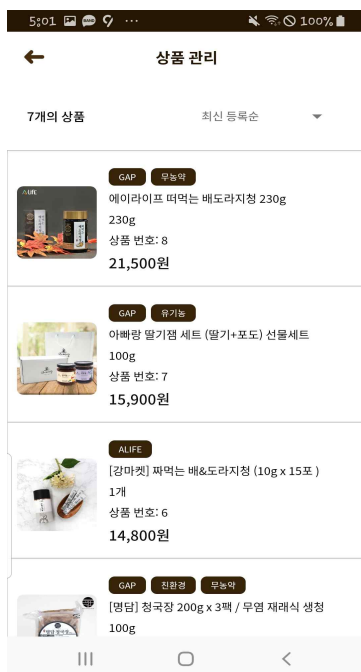 5:01 100%
상품 관리
7개의 상품 최신 등록순
GAP 무농약
에이라이프 떠먹는 배도라지청 230g
230g
상품 번호: 8
21,500원
GAP 유기농
아빠랑 딸기잼 세트 (딸기+포도) 선물세트
100g
상품 번호: 7
15,900원
ALIFE
[강마켓] 짜먹는 배&도라지청 (10g x 15포 )
1개
상품 번호: 6
14,800원
GAP 친환경 무농약
[명담] 청국장 200g x 3팩 / 무염 재래식 생청
100g